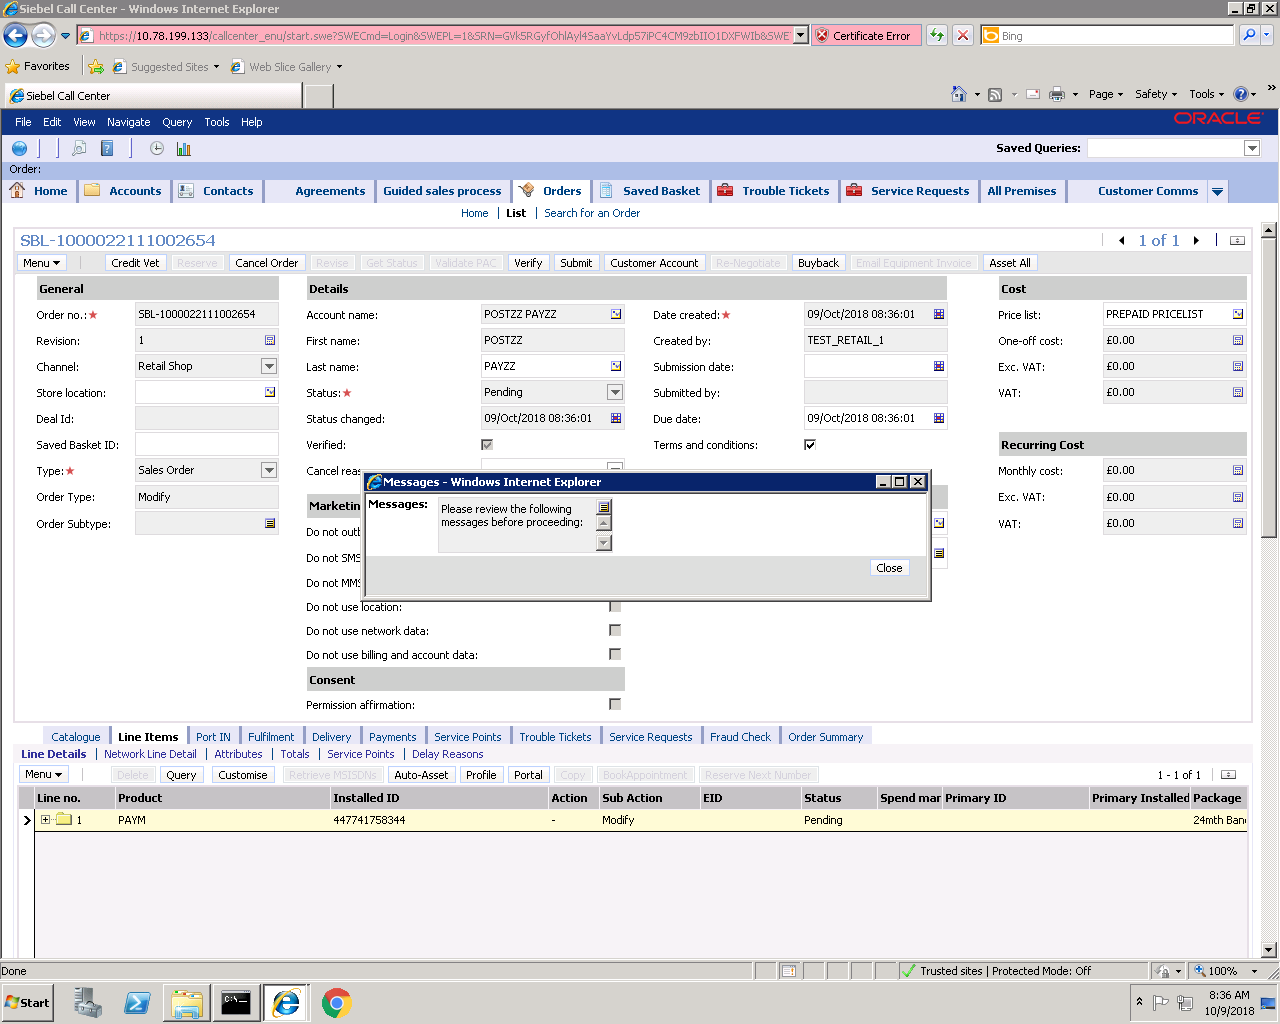 Siebel Call Center - Windows Internet Explorer
https://10.78.199.133/callcenter_enu/start.swe?SWECmd=Login&SWEPL=1&SRN=
Certificate Error
Bing
Favorites
Suggested Sites
Web Slice Gallery
Siebel Call Center
Page
Safety
Tools
File Edit View Navigate Query Tools Help
ORACLE
Saved Queries:
Order:
Home Accounts Contacts Agreements Guided sales process Orders Saved Basket Trouble Tickets Service Requests All Premises Customer Comms
Home List Search for an Order
SBL-1000022111002654
1 of 1
Menu Credit Vet Reserve Cancel Order Revise Get Status Validate PAC Verify Submit Customer Account Re-Negotiate Buyback Email Equipment Invoice Asset All
General Details Cost
Order no.:★ SBL-1000022111002654 Account name: POSTZZ PAYZZ Date created:★ 09/Oct/2018 08:36:01 Price list: PREPAID PRICELIST
Revision: 1 First name: POSTZZ Created by: TEST_RETAIL_1 One-off cost: £0.00
Channel: Retail Shop Last name: PAYZZ Submission date: Exc. VAT: £0.00
Store location: Status:★ Pending Submitted by: VAT: £0.00
Deal Id: Status changed: 09/Oct/2018 08:36:01 Due date: 09/Oct/2018 08:36:01
Saved Basket ID: Verified: Terms and conditions: Recurring Cost
Type:★ Sales Order Cancel reas Monthly cost: £0.00
Order Type: Modify Exc. VAT: £0.00
Order Subtype: VAT: £0.00
Marketin
Do not outb
Do not SMS
Do not MMS
Messages - Windows Internet Explorer
Messages: Please review the following
messages before proceeding:
Close
Do not use location:
Do not use network data:
Do not use billing and account data:
Consent
Permission affirmation:
Catalogue Line Items Port IN Fulfilment Delivery Payments Service Points Trouble Tickets Service Requests Fraud Check Order Summary
Line Details Network Line Detail Attributes Totals Service Points Delay Reasons
Menu Delete Query Customise Retrieve MSISDNs Auto-Asset Profile Portal Copy BookAppointment Reserve Next Number 1 - 1 of 1
Line no. Product Installed ID Action Sub Action EID Status Spend mar Primary ID Primary Installed Package
1 PAYM 447741758344 - Modify Pending 24mth Ban
Done
Trusted sites | Protected Mode: Off
100%
Start
8:36 AM
10/9/2018